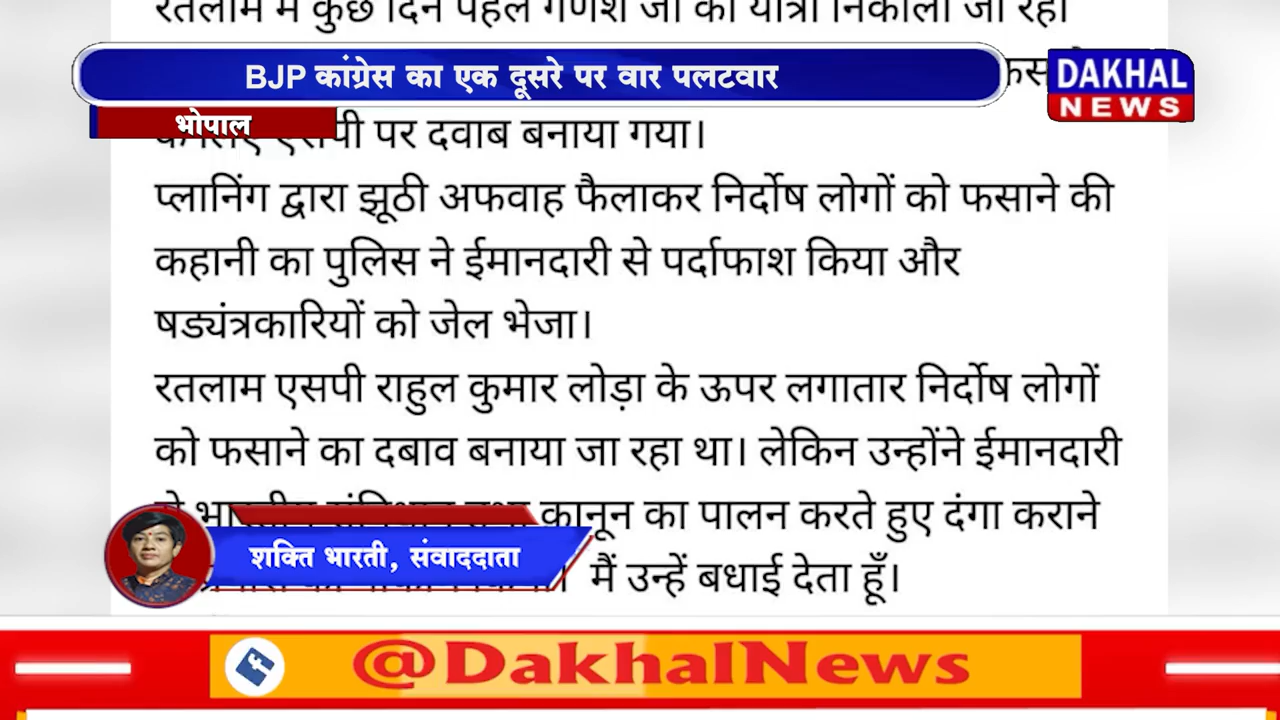 रतलाम में कुछ दिन पहले गणेश जी की यात्रा निकाली जा रही
BJP कांग्रेस का एक दूसरे पर वार पलटवार
DAKHAL
NEWS
भोपाल
पर दवाब बनाया गया।
प्लानिंग द्वारा झूठी अफवाह फैलाकर निर्दोष लोगों को फसाने की
कहानी का पुलिस ने ईमानदारी से पर्दाफाश किया और
षड्यंत्रकारियों को जेल भेजा।
रतलाम एसपी राहुल कुमार लोड़ा के ऊपर लगातार निर्दोष लोगों
को फसाने का दबाव बनाया जा रहा था। लेकिन उन्होंने ईमानदारी
कानून का पालन करते हुए दंगा कराने
शक्ति भारती, संवाददाता
मैं उन्हें बधाई देता हूँ।
@DakhalNews